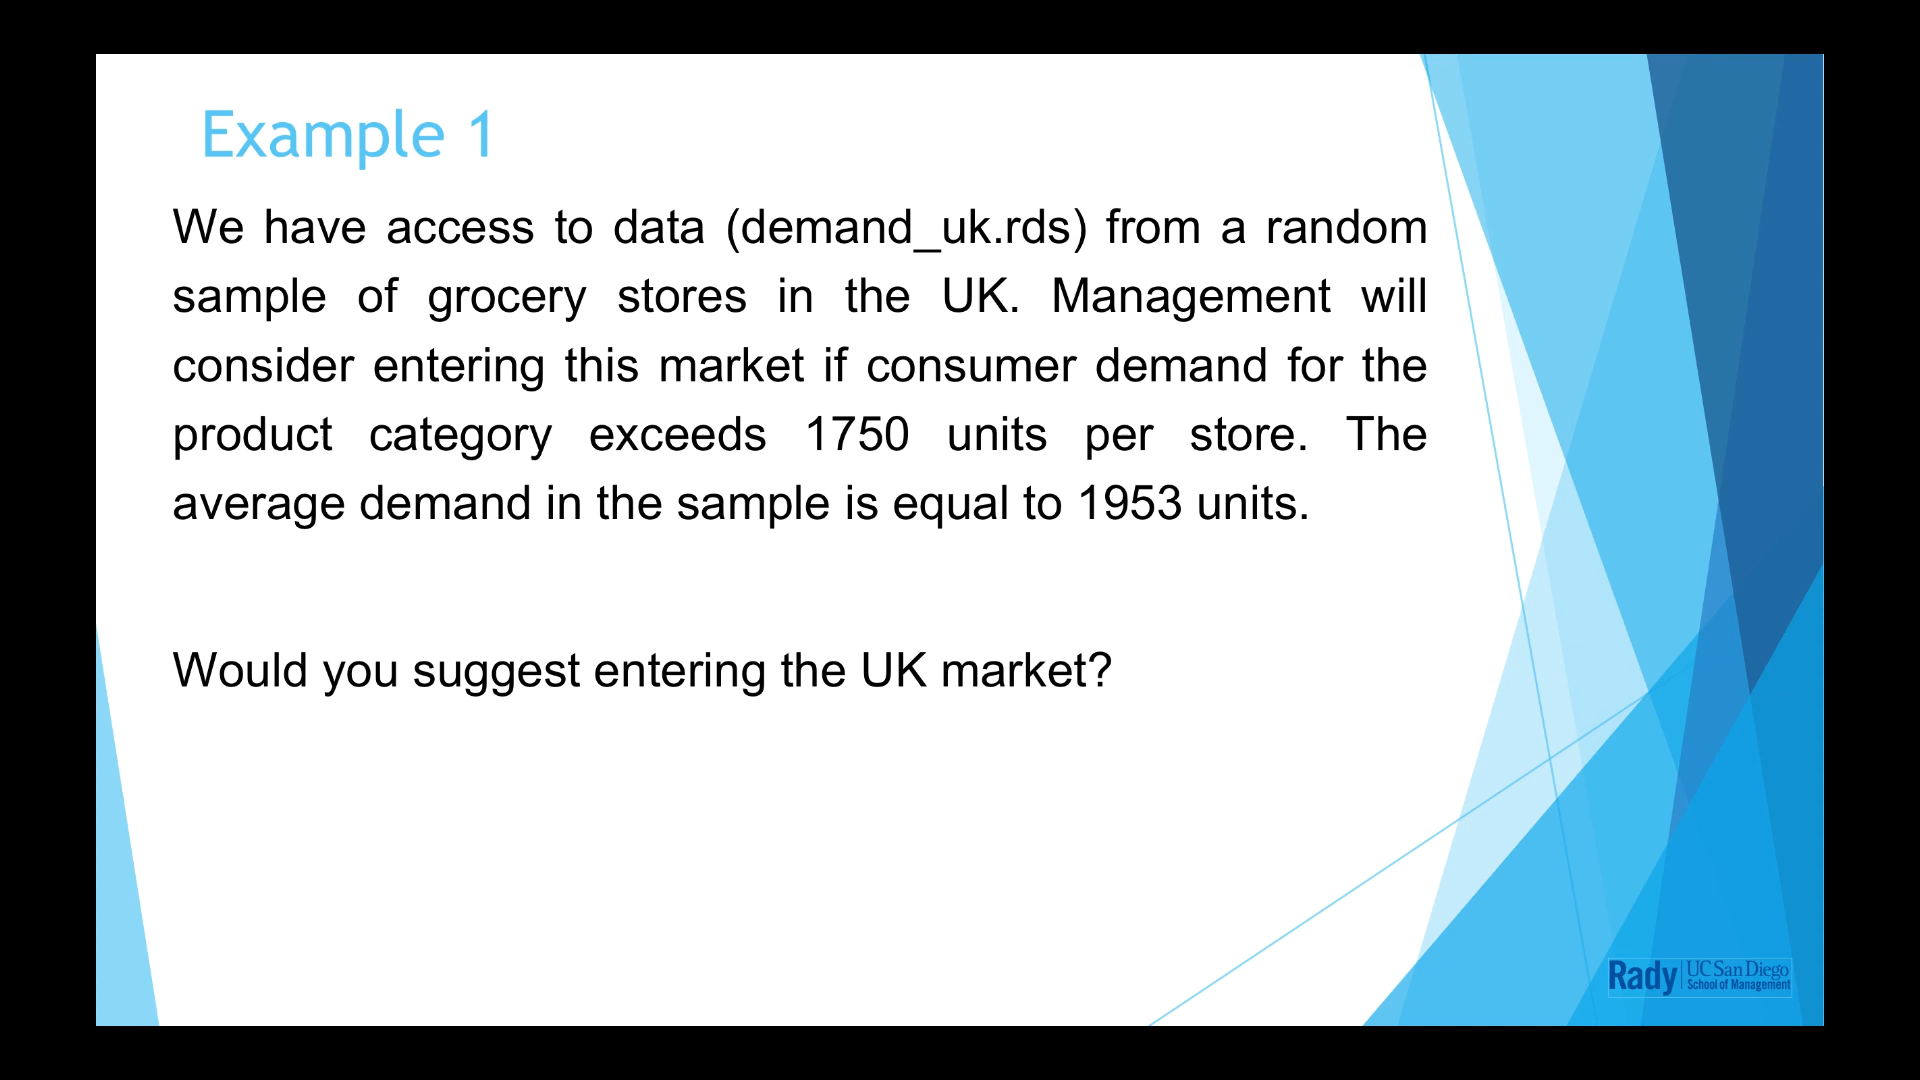 Example 1
We have access to data (demand_uk.rds) from a random
sample of grocery stores in the UK. Management will
consider entering this market if consumer demand for the
product category exceeds 1750 units per store. The
average demand in the sample is equal to 1953 units.
Would you suggest entering the UK market?
Rady
UC San Diego
School of Management